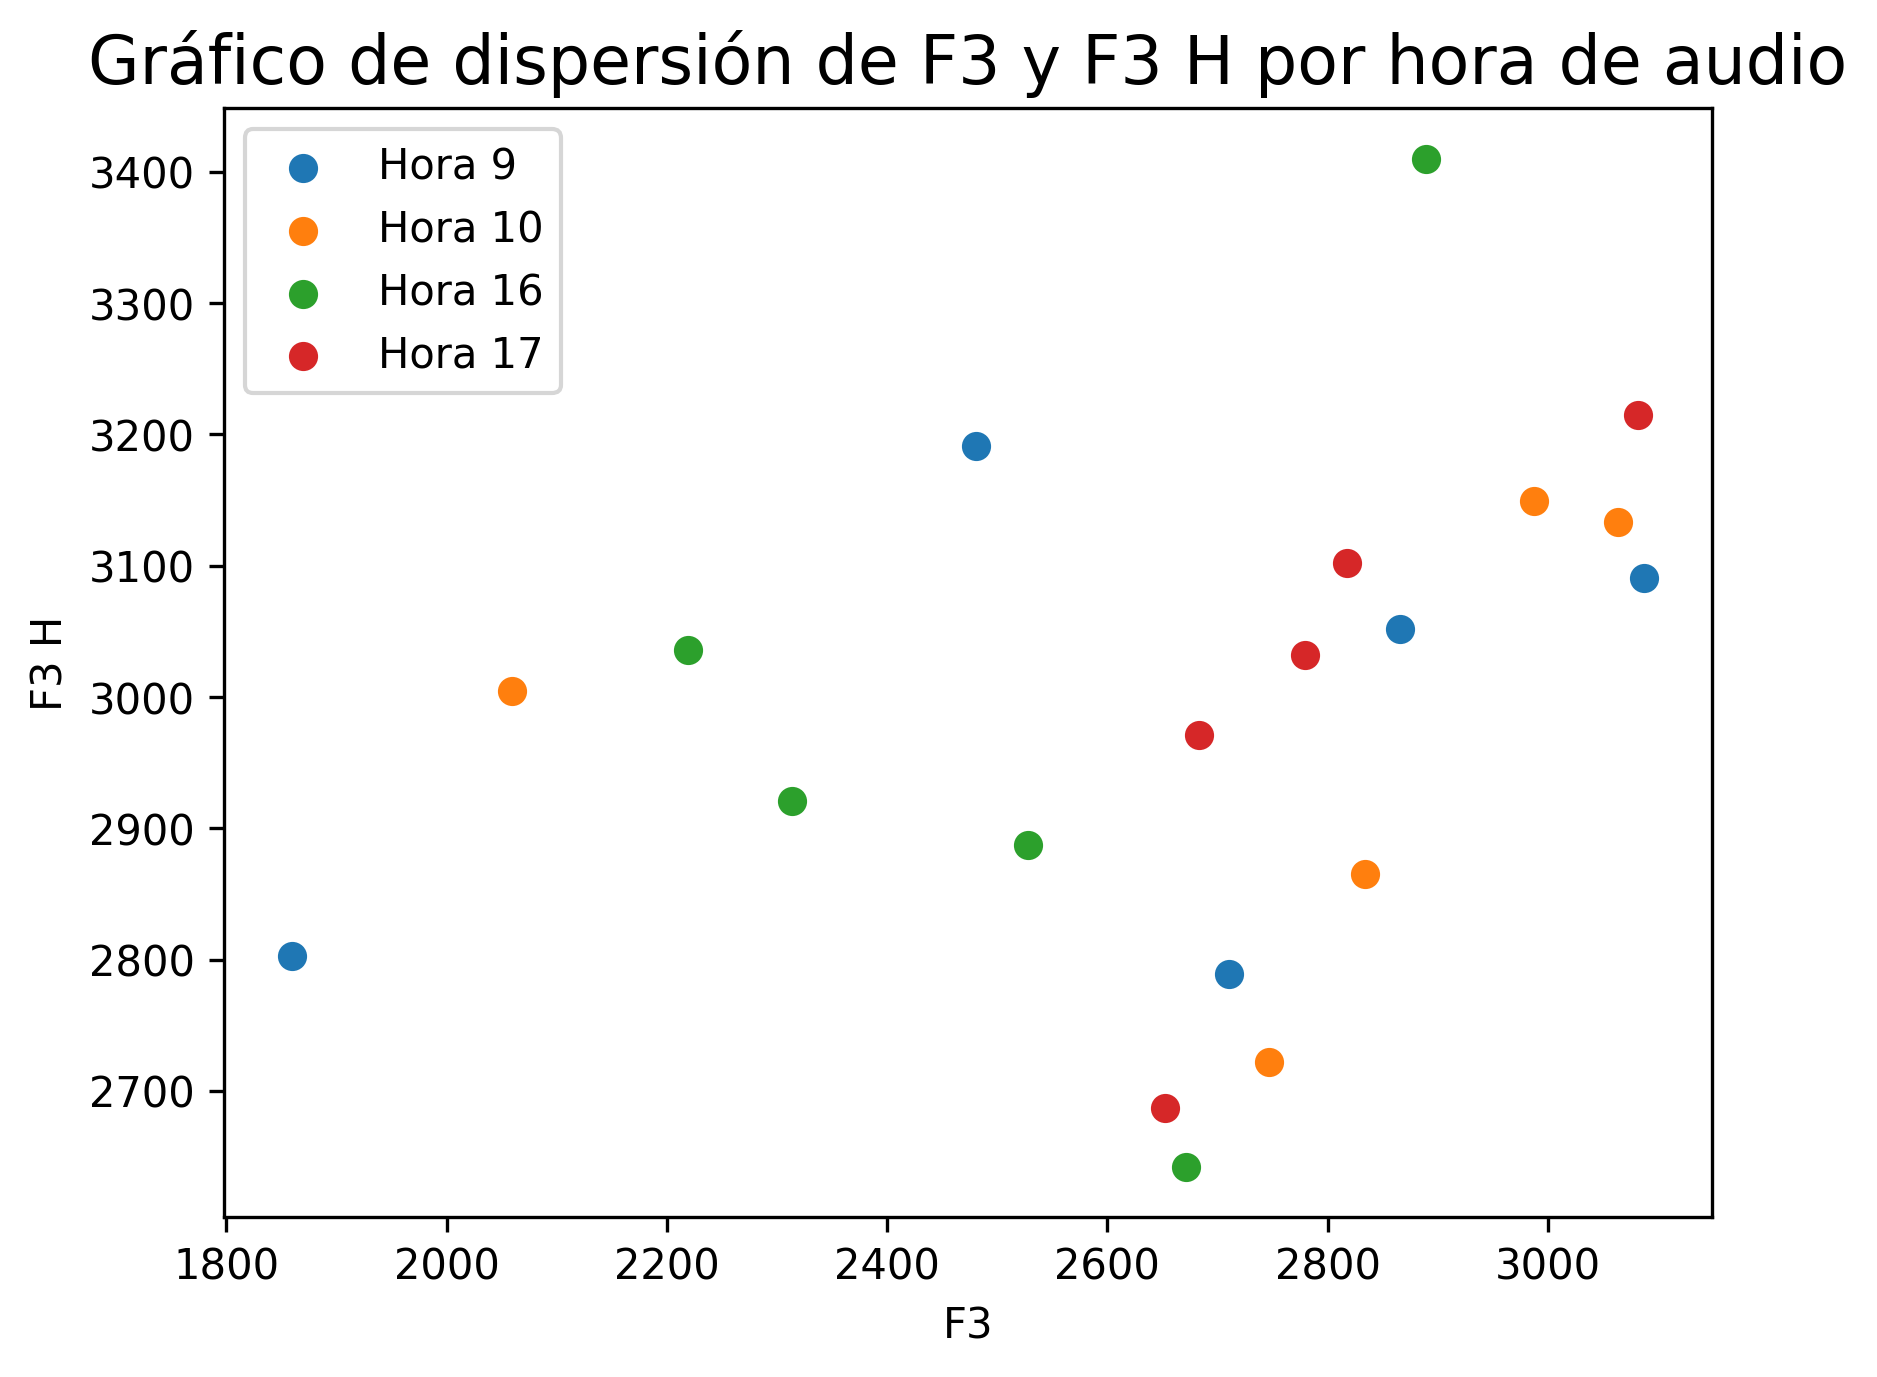 Gráfico de dispersión de F3 y F3 H por hora de audio
Hora 9
Hora 10
Hora 16
Hora 17
3400
3300
3200
3100
3000
2900
2800
2700
F3 H
1800 2000 2200 2400 2600 2800 3000
F3